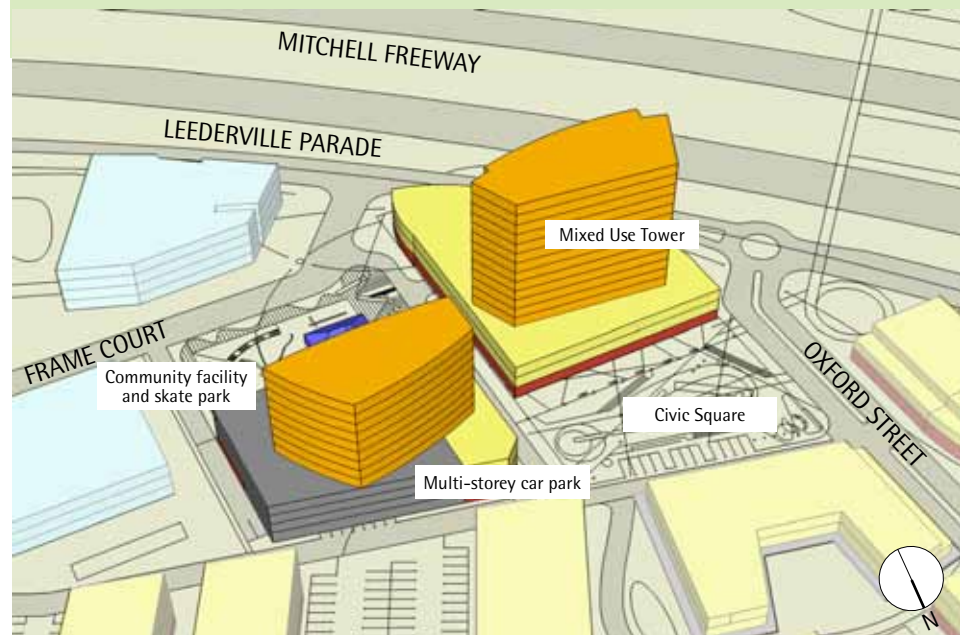 MITCHELL FREEWAY
LEEDERVILLE PARADE
Mixed Use Tower
FRAME COURT
Community facility
and skate park
OXFORD STREET
Civic Square
Multi-storey car park
N